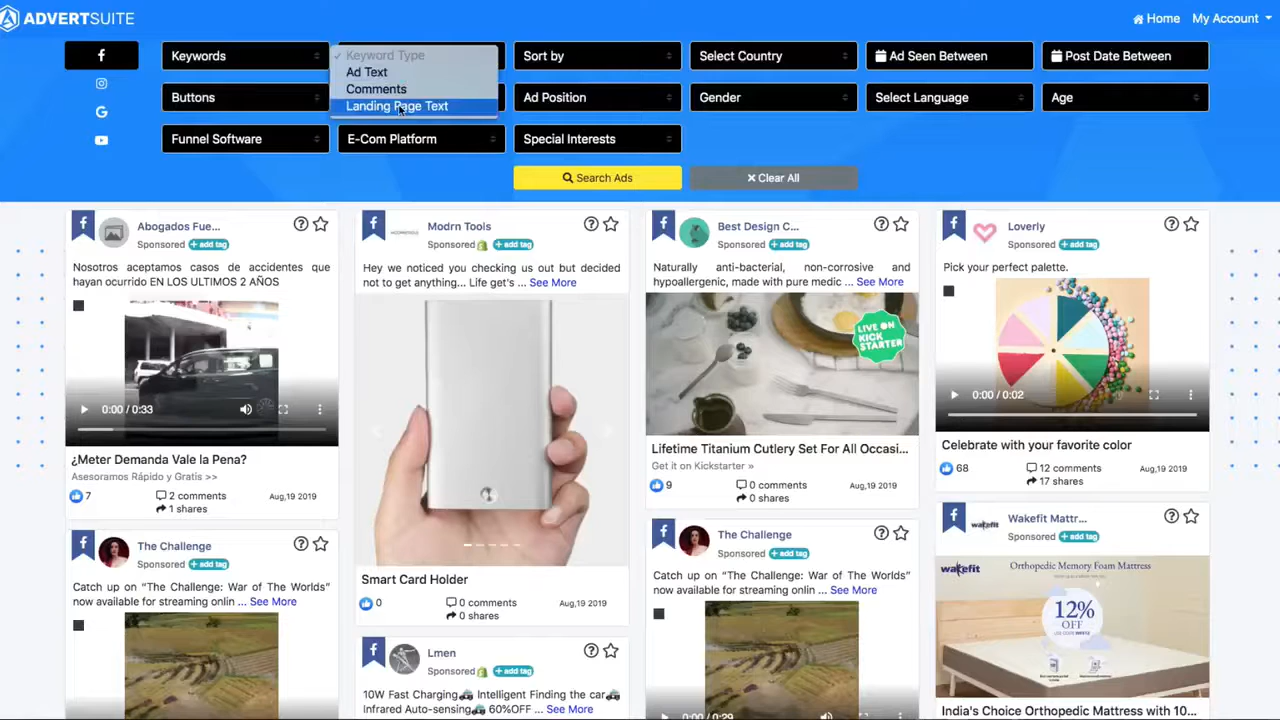 ADVERTSUITE
Home
My Account
Keywords
Keyword Type
Ad Text
Comments
Landing Page Text
Sort by
Select Country
Ad Seen Between
Post Date Between
Buttons
Ad Position
Gender
Select Language
Age
Funnel Software
E-Com Platform
Special Interests
Search Ads
Clear All
Abogados Fue...
Sponsored + add tag
Nosotros aceptamos casos de accidentes que
hayan ocurrido EN LOS ULTIMOS 2 AÑOS
0:00 / 0:33
¿Meter Demanda Vale la Pena?
Asesoramos Rápido y Gratis >>
7
2 comments
1 shares
Aug,19 2019
The Challenge
Sponsored + add tag
Catch up on “The Challenge: War of The Worlds”
now available for streaming onlin ... See More
Modrn Tools
Sponsored + add tag
Hey we noticed you checking us out but decided
not to get anything... Life get's ... See More
Smart Card Holder
0
0 comments
0 shares
Aug,19 2019
Lmen
Sponsored + add tag
10W Fast Charging🚗 Intelligent Finding the car🚗
Infrared Auto-sensing🚗 60%OFF ... See More
Best Design C...
Sponsored + add tag
Naturally anti-bacterial, non-corrosive and
hypoallergenic, made with pure medic ... See More
LIVE ON
KICK
STARTER
Lifetime Titanium Cutlery Set For All Occasi...
Get it on Kickstarter »
9
0 comments
0 shares
Aug,19 2019
The Challenge
Sponsored + add tag
Catch up on “The Challenge: War of The Worlds”
now available for streaming onlin ... See More
0:00 / 0:29
Loverly
Sponsored + add tag
Pick your perfect palette.
0:00 / 0:02
Celebrate with your favorite color
68
12 comments
17 shares
Aug,19 2019
Wakefit Mattr...
Sponsored + add tag
wakefit
Orthopedic Memory Foam Mattress
12%
OFF
India's Choice Orthopedic Mattress with 10...